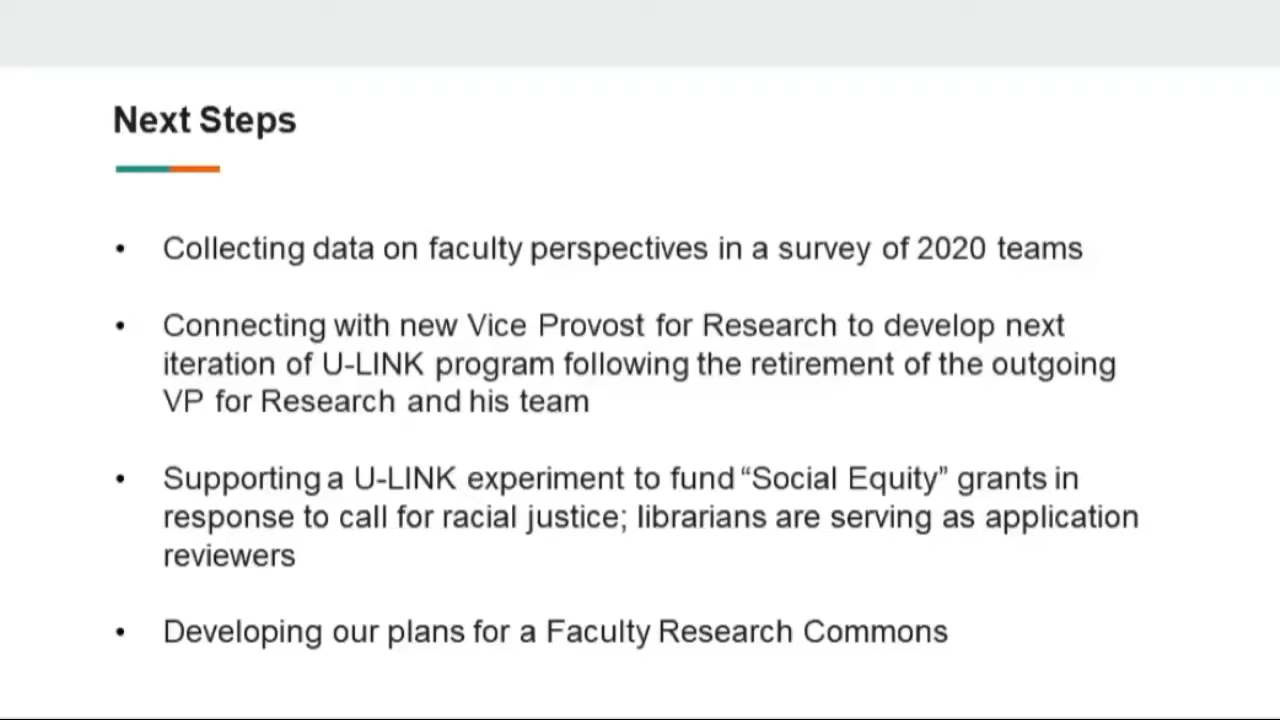 Next Steps
• Collecting data on faculty perspectives in a survey of 2020 teams
• Connecting with new Vice Provost for Research to develop next
iteration of U-LINK program following the retirement of the outgoing
VP for Research and his team
• Supporting a U-LINK experiment to fund “Social Equity” grants in
response to call for racial justice; librarians are serving as application
reviewers
• Developing our plans for a Faculty Research Commons